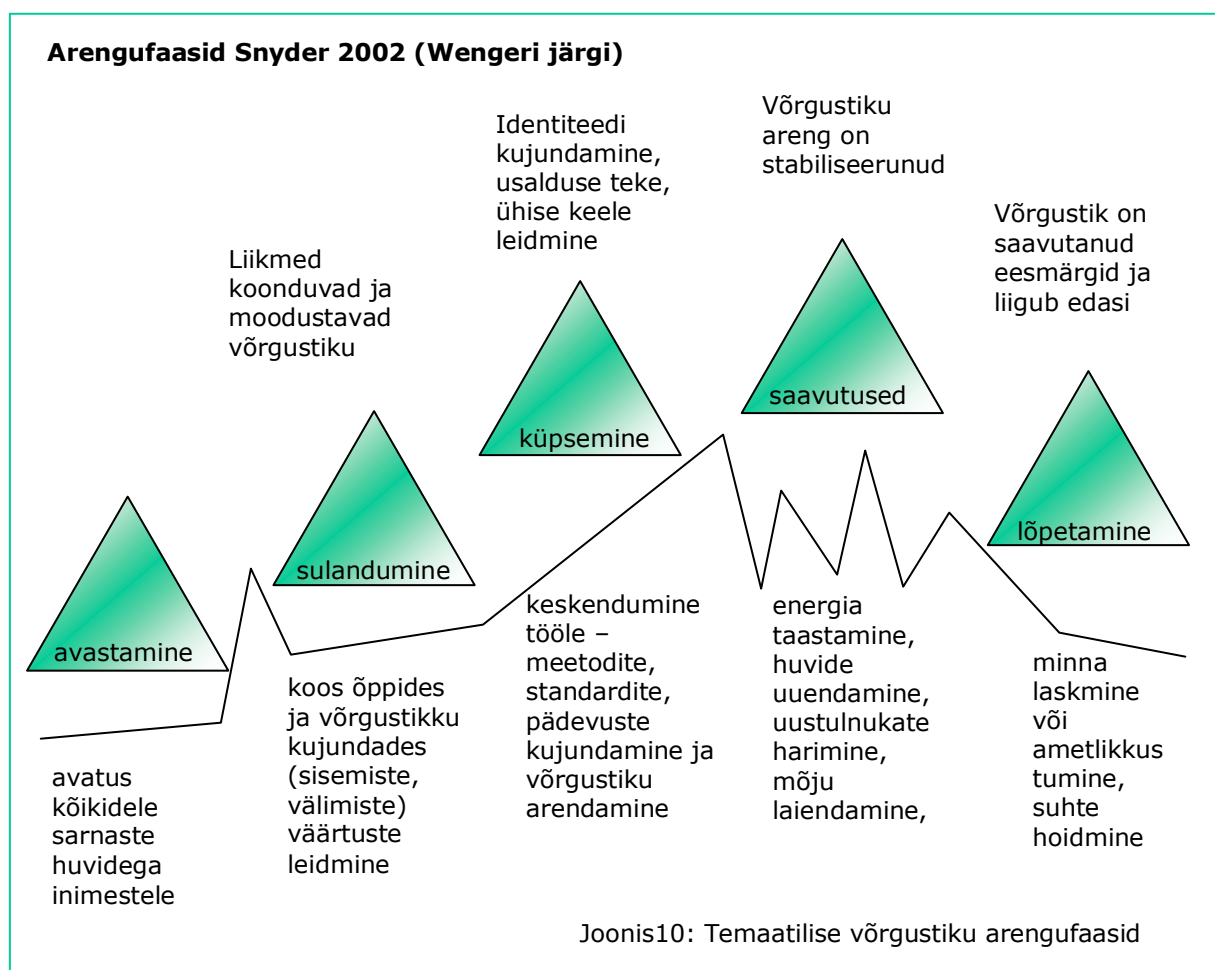 Arengufaasid Snyder 2002 (Wengeri järgi)
Liikmed
koonduvad ja
moodustavad
võrgustiku
Identiteedi
kujundamine,
usalduse teke,
ühise keele
leidmine
Võrgustiku
areng on
stabiliseerunud
Võrgustik on
saavutanud
eesmärgid ja
liigub edasi
avastamine
sulandumine
küpsemine
saavutused
lõpetamine
avatus
kõikidele
sarnaste
huvidega
inimestele
koos õppides
ja võrgustikku
kujundades
(sisemiste,
välimiste)
väärtuste
leidmine
keskendumine
tööle –
meetodite,
standardite,
pädevuste
kujundamine ja
võrgustiku
arendamine
energia
taastamine,
huvide
uuendamine,
uustulnukate
harimine,
mõju
laiendamine,
minna
laskmine
või
ametlikkus
tumine,
suhte
hoidmine
Joonis10: Temaatilise võrgustiku arengufaasid